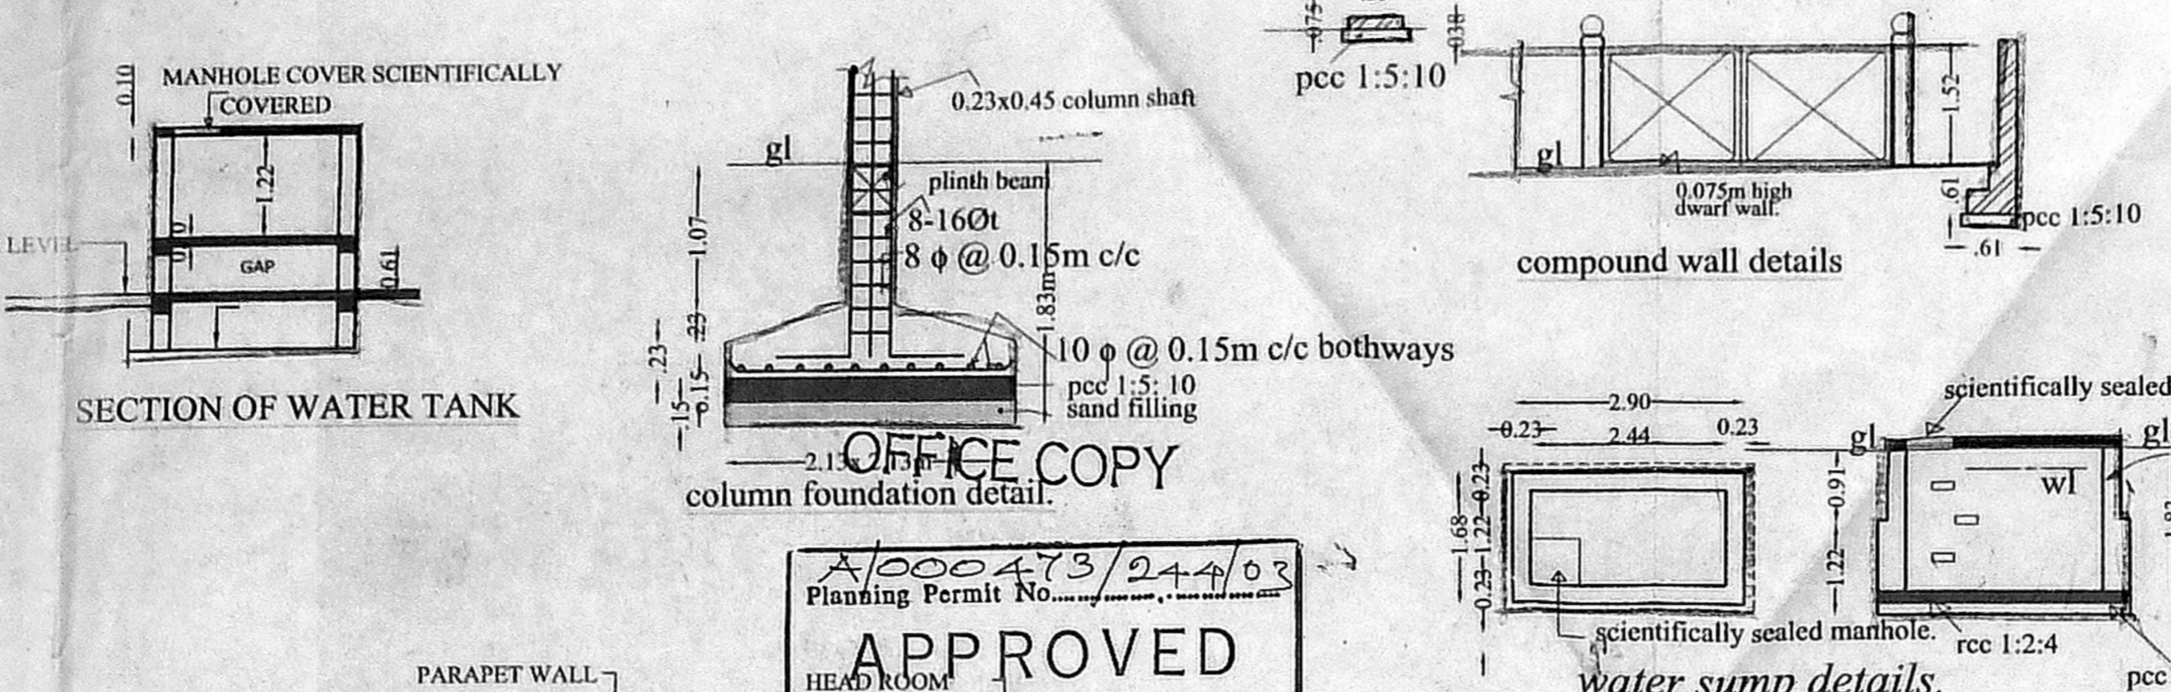 0.10
MANHOLE COVER SCIENTIFICALLY
COVERED
1.22
LEVEL
GAP
0.61
SECTION OF WATER TANK
0.23x0.45 column shaft
gl
plinth beam
8-16Øt
8 ϕ @ 0.15m c/c
1.07
1.83m
.23
.23
10 ϕ @ 0.15m c/c bothways
0.15
.15
pcc 1:5: 10
sand filling
OFFICE COPY
column foundation detail.
A/000473/244/03
Planning Permit No.
APPROVED
HEAD ROOM
PARAPET WALL
.075
pcc 1:5:10
.038
1.52
gl
0.075m high
dwarf wall.
.61
pcc 1:5:10
.61
compound wall details
2.90
0.23
2.44
0.23
1.68
0.23
1.22
0.23
scientifically sealed manhole.
water sump details.
scientifically sealed
gl
gl
wl
0.91
1.22
rcc 1:2:4
pcc